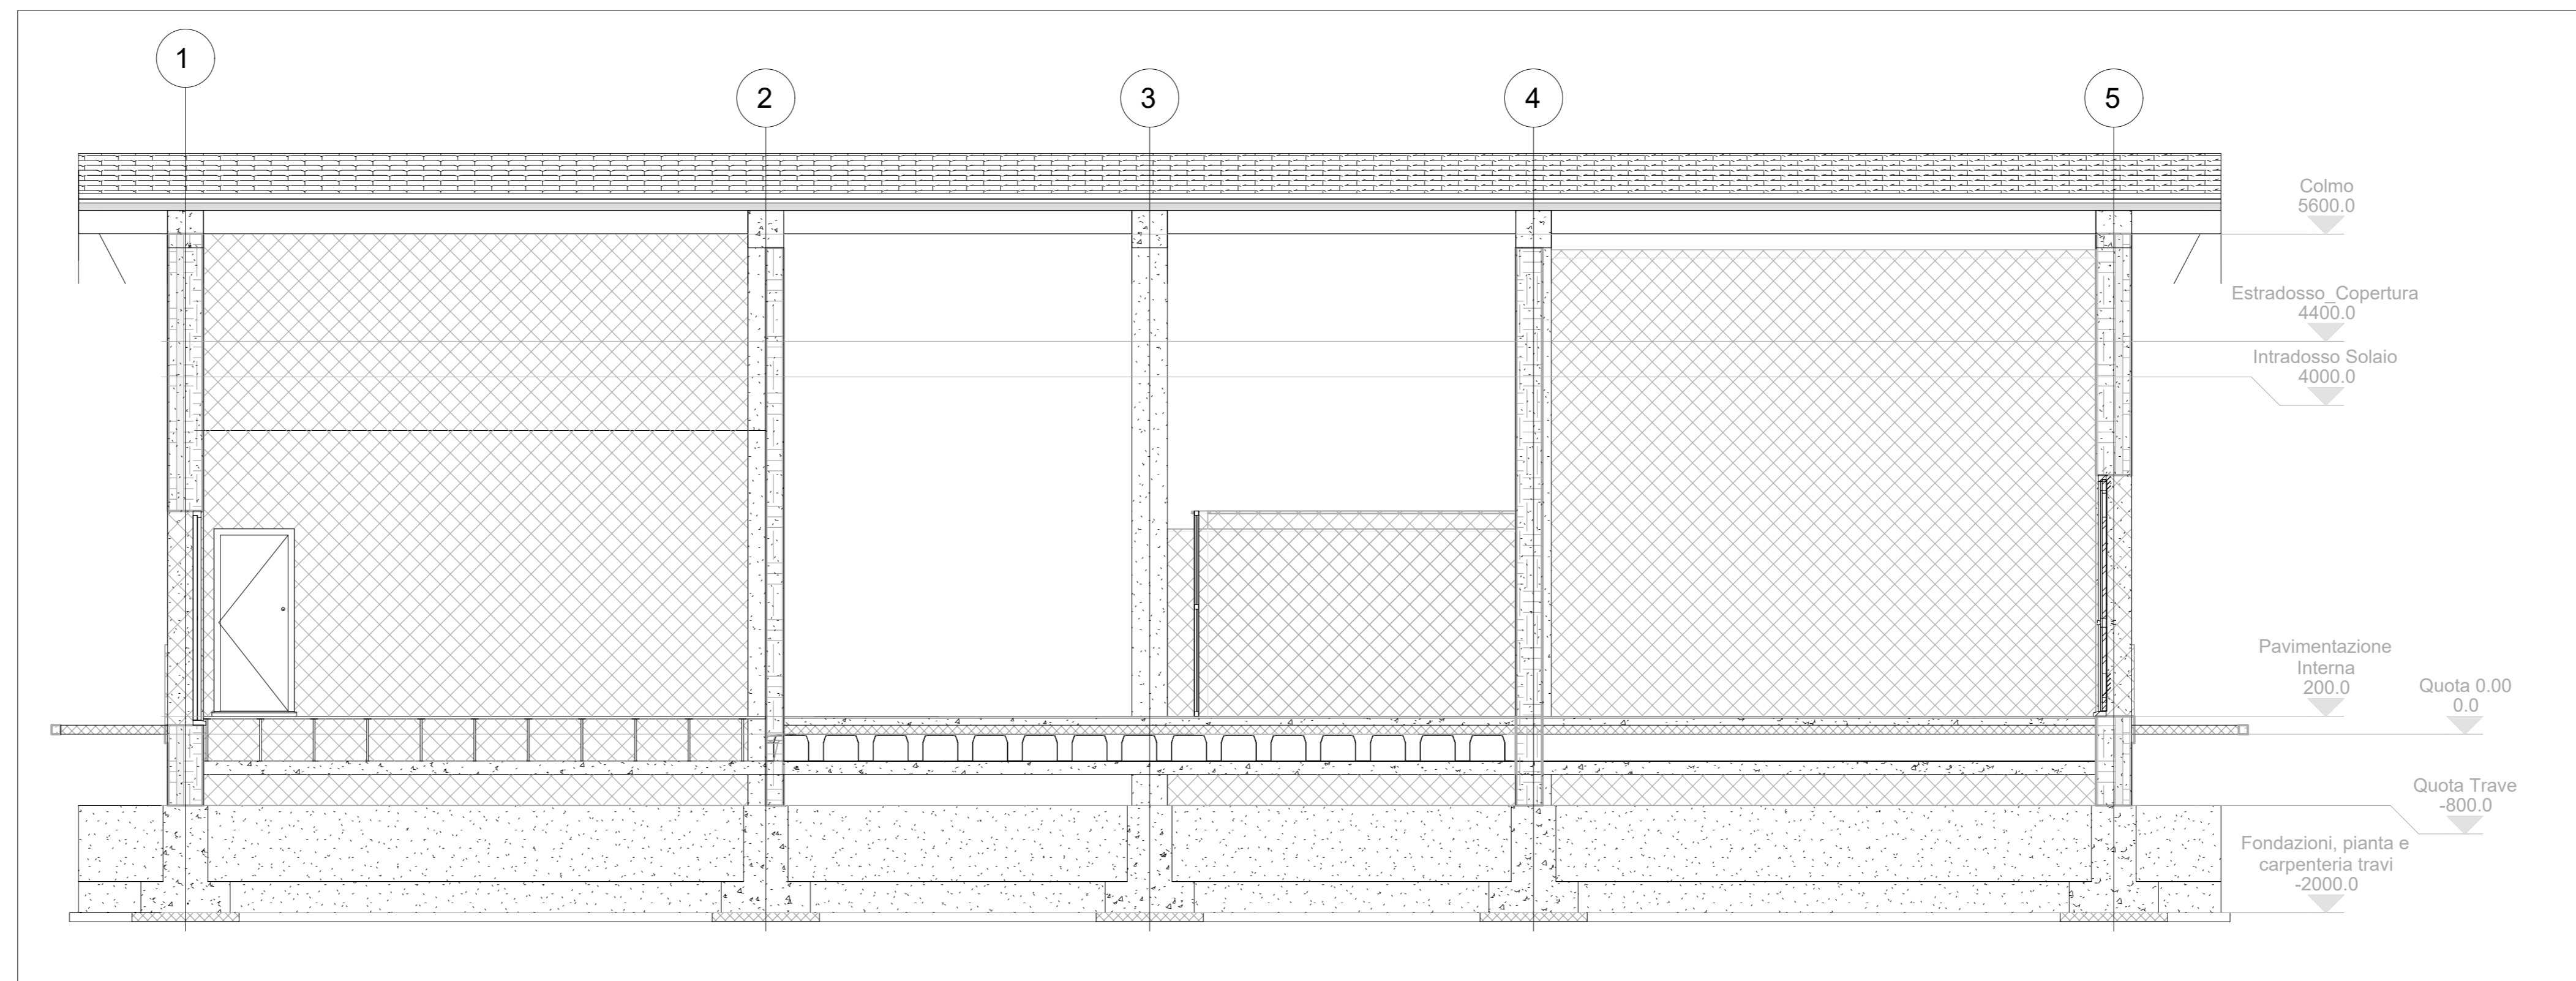 1
2
3
4
5
Colmo
5600.0
Estradosso_Copertura
4400.0
Intradosso Solaio
4000.0
Pavimentazione
Interna
200.0
Quota 0.00
0.0
Quota Trave
-800.0
Fondazioni, pianta e
carpenteria travi
-2000.0